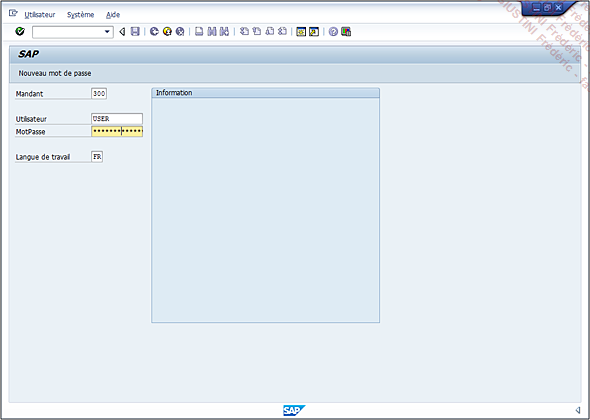 Utilisateur Système Aide
SAP
Nouveau mot de passe
Mandant 300
Information
Utilisateur USER
MotPasse ************
Langue de travail FR
SAP